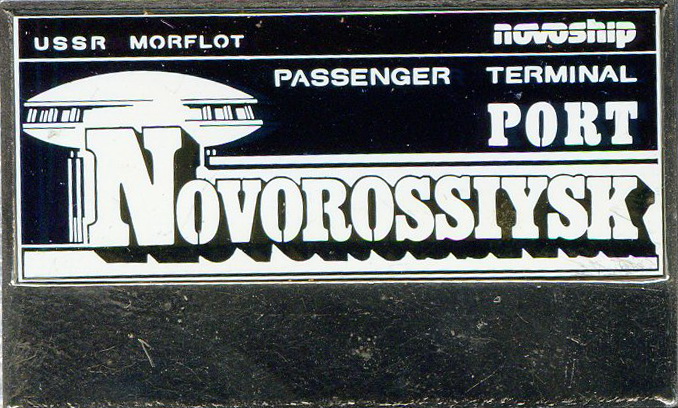 USSR MORFLOT
novoship
PASSENGER TERMINAL
PORT
NOVOROSSIYSK